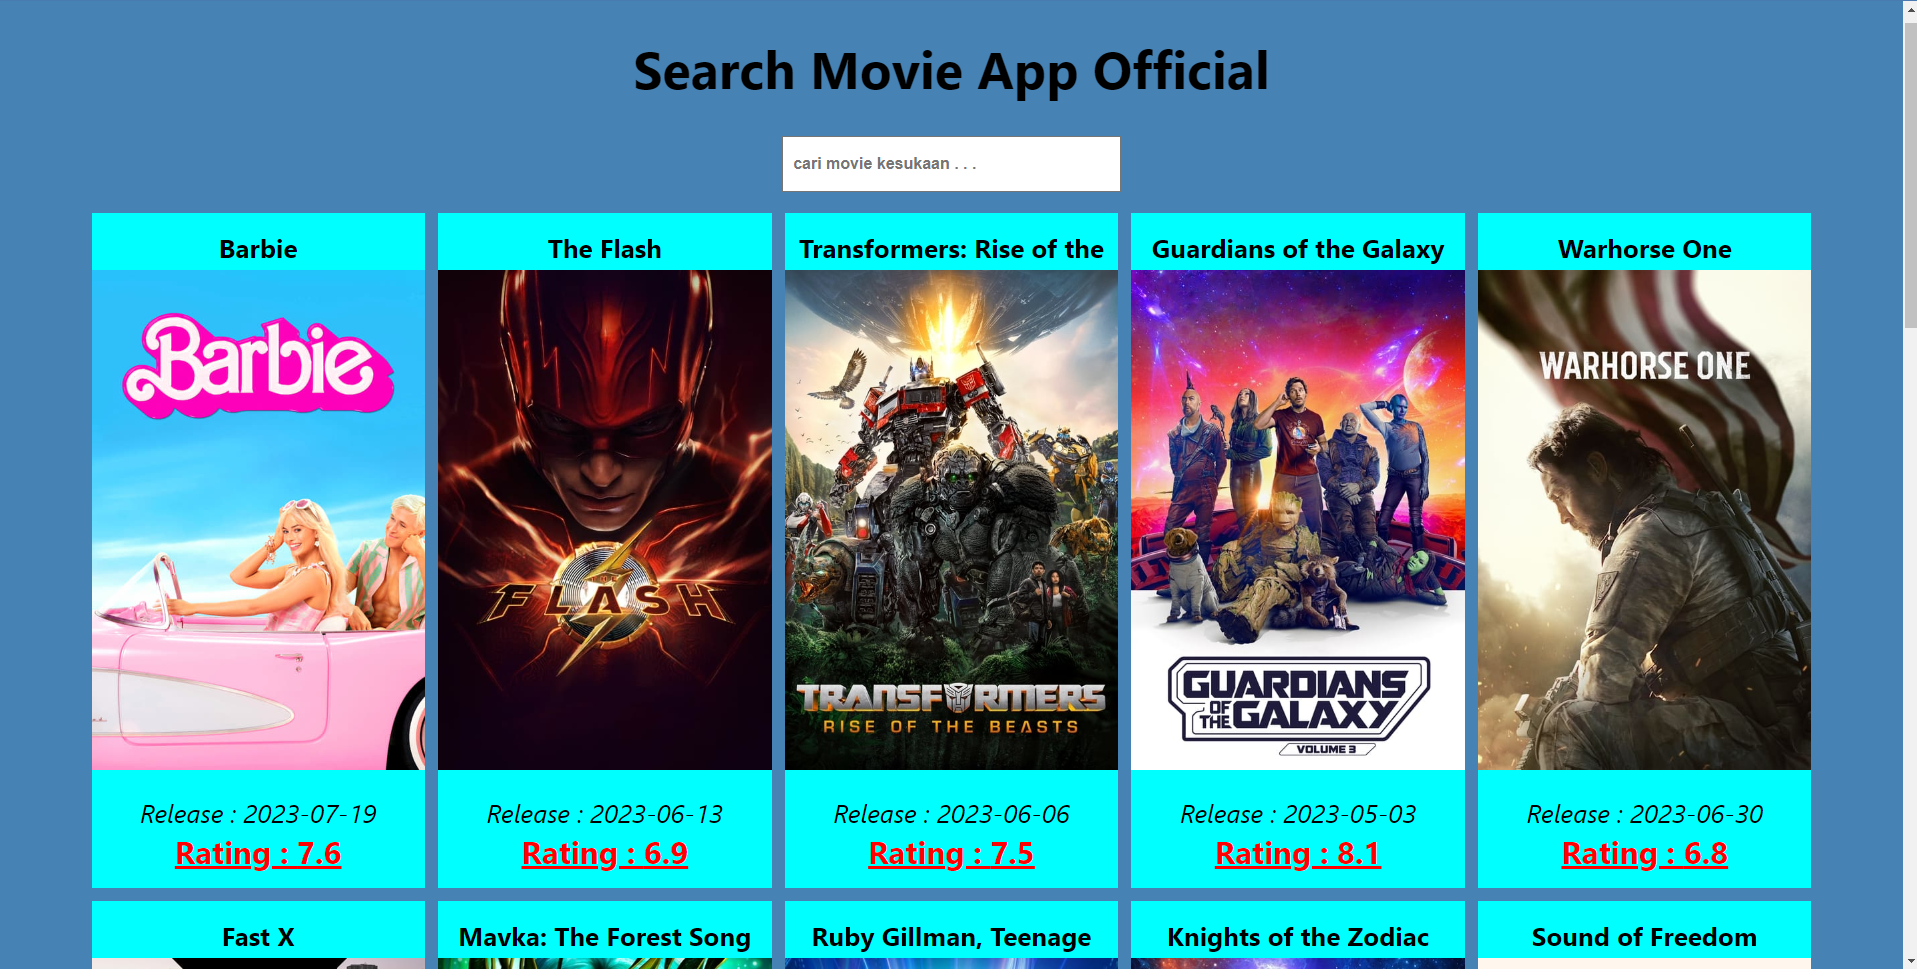 Search Movie App Official
cari movie kesukaan . . .
Barbie
The Flash
Transformers: Rise of the
Guardians of the Galaxy
Warhorse One
Barbie
THE FLASH
TRANSFORMERS
RISE OF THE BEASTS
GUARDIANS
OF THE GALAXY
VOLUME 3
WARHORSE ONE
Release : 2023-07-19
Rating : 7.6
Release : 2023-06-13
Rating : 6.9
Release : 2023-06-06
Rating : 7.5
Release : 2023-05-03
Rating : 8.1
Release : 2023-06-30
Rating : 6.8
Fast X
Mavka: The Forest Song
Ruby Gillman, Teenage
Knights of the Zodiac
Sound of Freedom